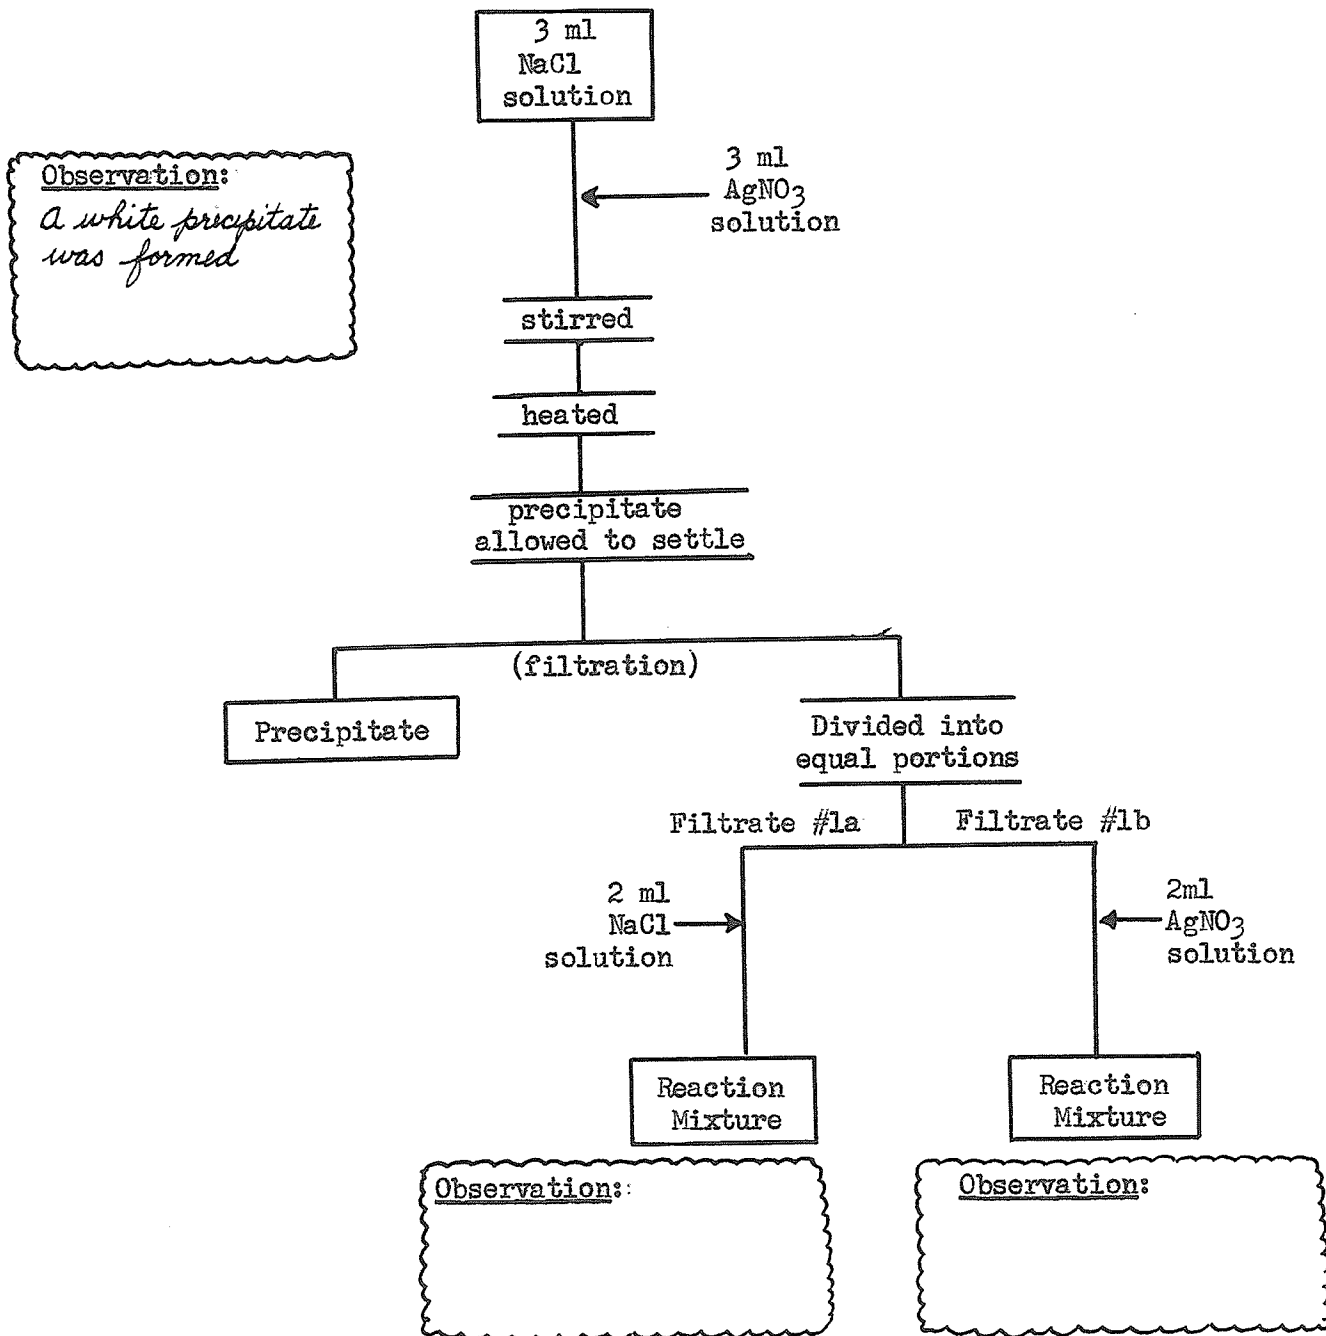 3 ml
NaCl
solution
Observation:
A white precipitate
was formed
3 ml
AgNO3
solution
stirred
heated
precipitate
allowed to settle
(filtration)
Precipitate
Divided into
equal portions
Filtrate #1a
Filtrate #1b
2 ml
NaCl
solution
2ml
AgNO3
solution
Reaction
Mixture
Reaction
Mixture
Observation:
Observation: